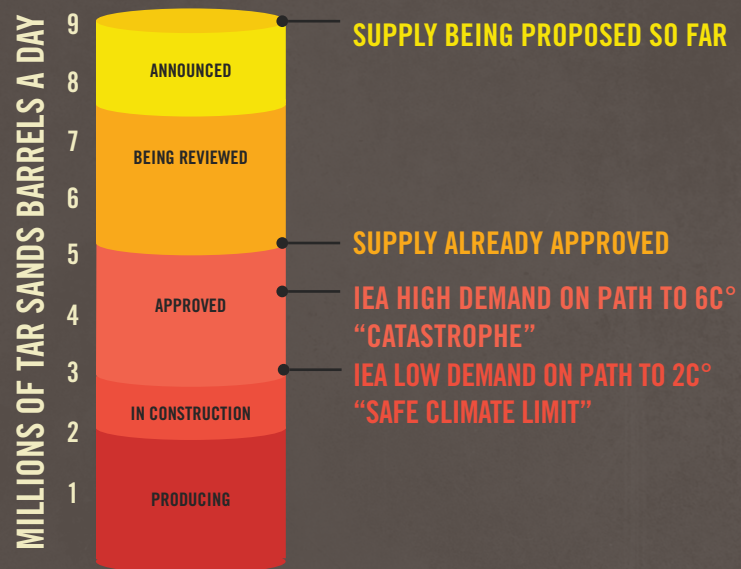 MILLIONS OF TAR SANDS BARRELS A DAY
9
8
7
6
5
4
3
2
1
ANNOUNCED
BEING REVIEWED
APPROVED
IN CONSTRUCTION
PRODUCING
SUPPLY BEING PROPOSED SO FAR
SUPPLY ALREADY APPROVED
IEA HIGH DEMAND ON PATH TO 6C°
“CATASTROPHE”
IEA LOW DEMAND ON PATH TO 2C°
“SAFE CLIMATE LIMIT”